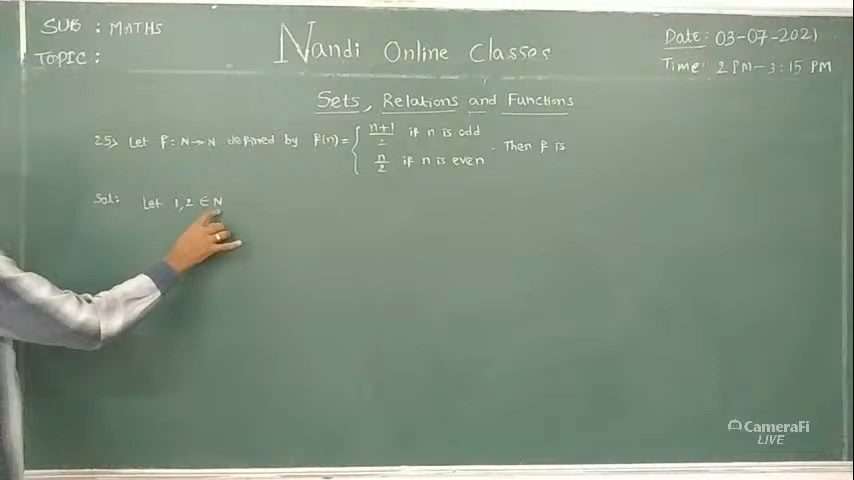 SUB : MATHS
TOPIC :
Nandi Online Classes
Date: 03-07-2021
Time: 2 PM-3:15 PM
Sets, Relations and Functions
25) Let f: N→N defined by f(n) = { n+1/2 if n is odd
n/2 if n is even . Then f is
Sol: Let 1,2 ∈ N
CameraFi
LIVE